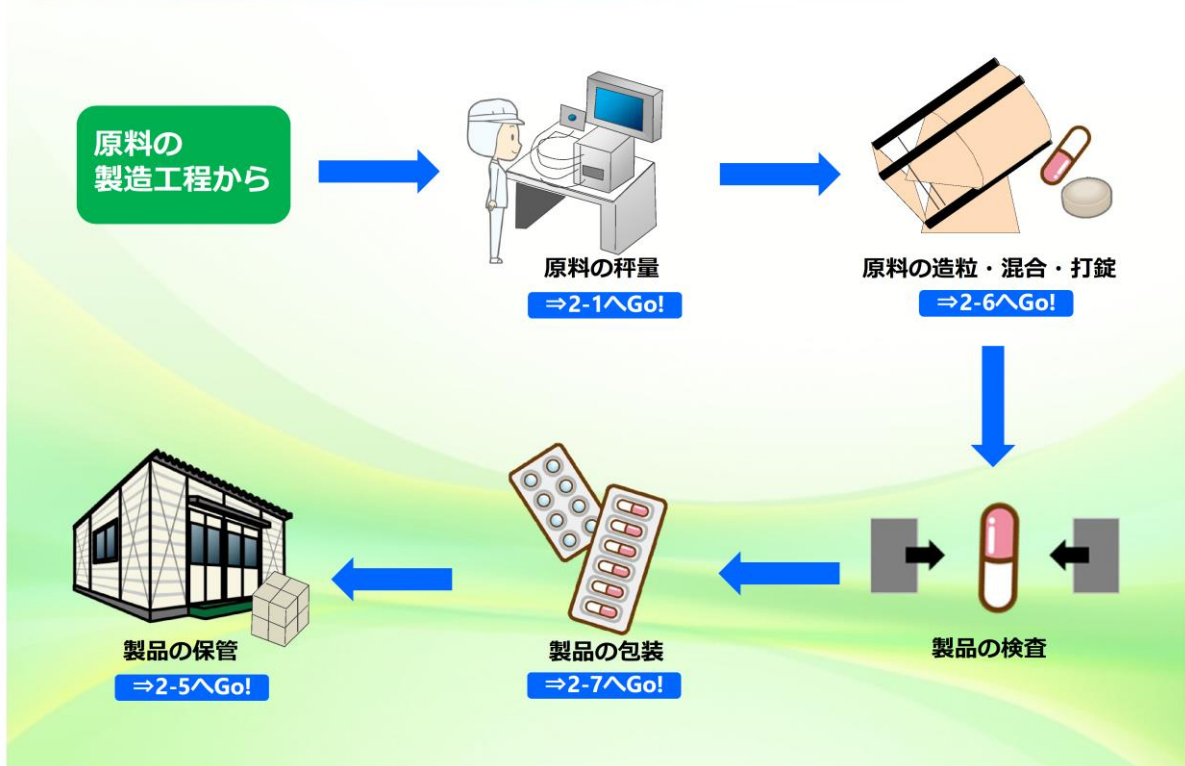 原料の
製造工程から
原料の秤量
⇒2-1へGo!
原料の造粒・混合・打錠
⇒2-6へGo!
製品の保管
⇒2-5へGo!
製品の包装
⇒2-7へGo!
製品の検査